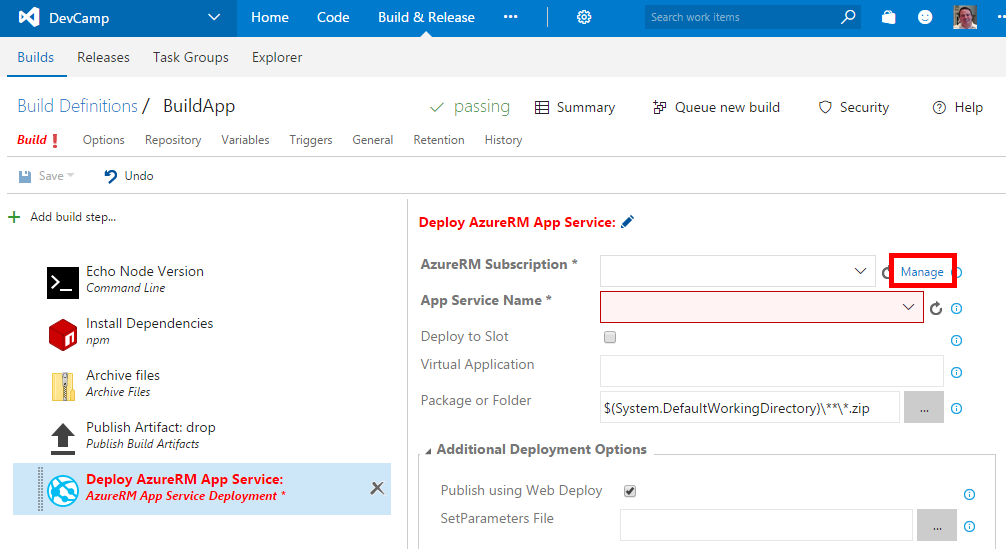 DevCamp Home Code Build & Release ... Search work items
Builds Releases Task Groups Explorer
Build Definitions / BuildApp passing Summary Queue new build Security Help
Build ! Options Repository Variables Triggers General Retention History
Save Undo
Add build step...
Echo Node Version
Command Line
Install Dependencies
npm
Archive files
Archive Files
Publish Artifact: drop
Publish Build Artifacts
Deploy AzureRM App Service:
AzureRM App Service Deployment *
Deploy AzureRM App Service:
AzureRM Subscription * Manage
App Service Name *
Deploy to Slot
Virtual Application
Package or Folder $(System.DefaultWorkingDirectory)\**\*.zip ...
Additional Deployment Options
Publish using Web Deploy
SetParameters File ...